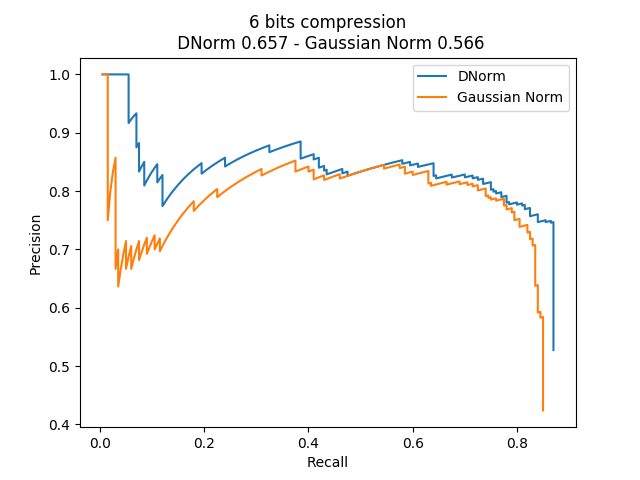 6 bits compression
DNorm 0.657 - Gaussian Norm 0.566
DNorm
Gaussian Norm
1.0
0.9
0.8
0.7
0.6
0.5
0.4
Precision
0.0 0.2 0.4 0.6 0.8
Recall